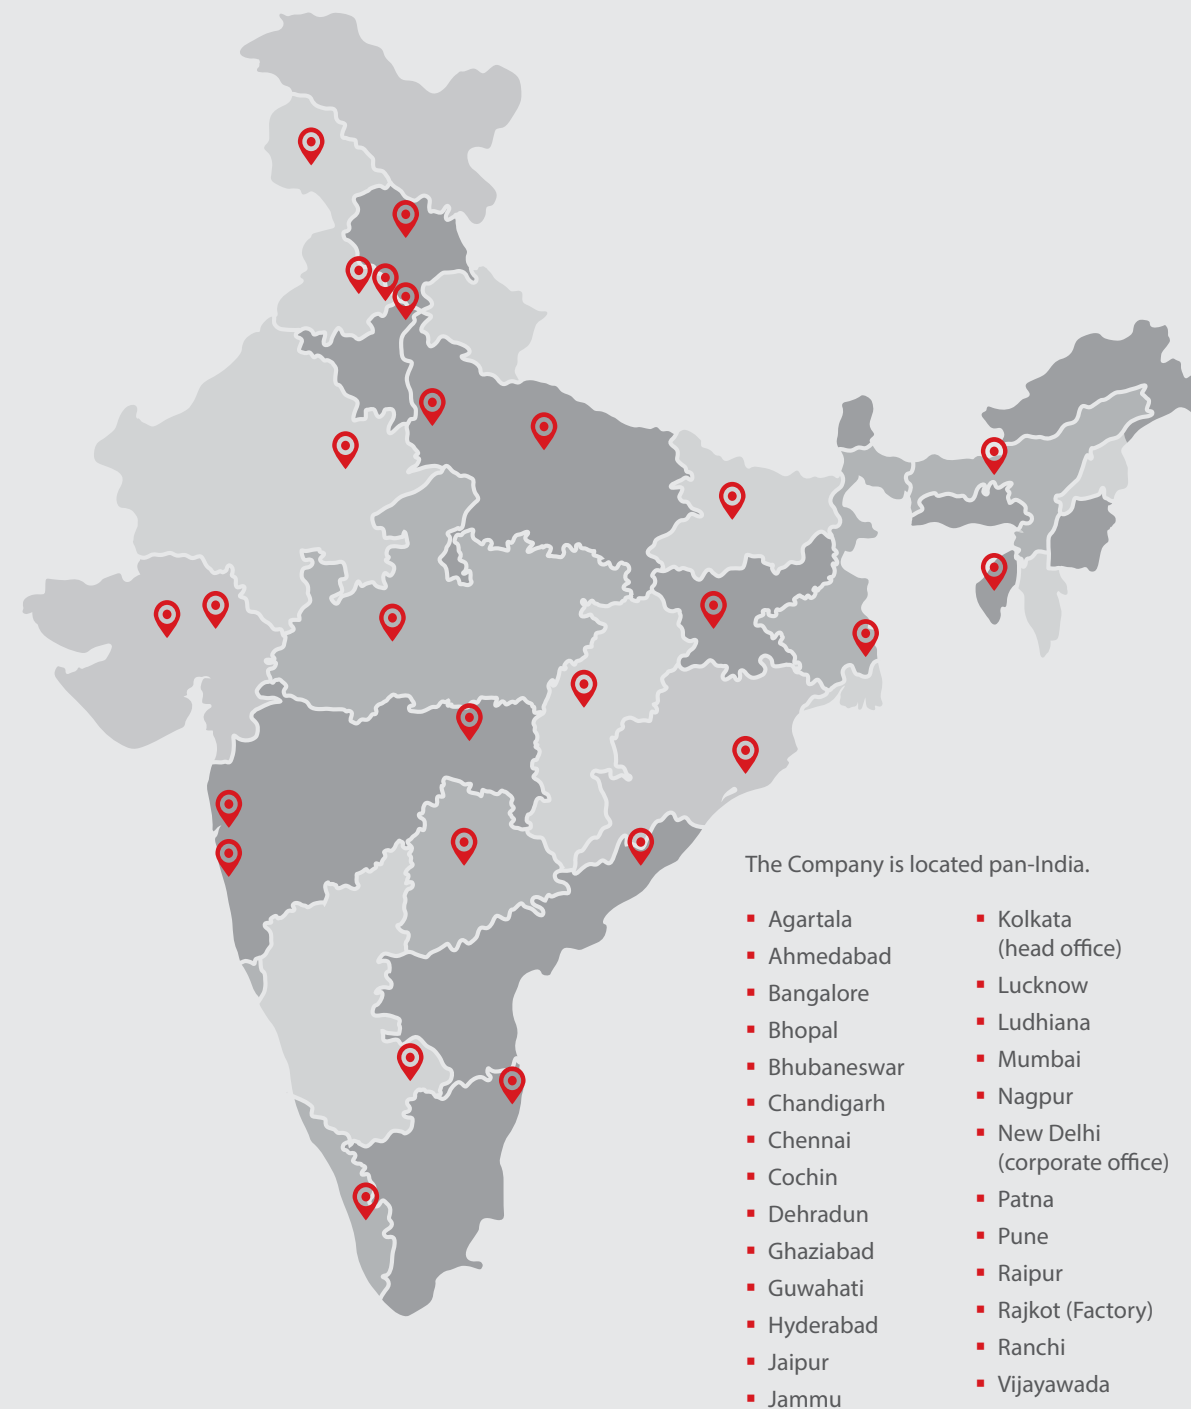 The Company is located pan-India.
Agartala
Ahmedabad
Bangalore
Bhopal
Bhubaneswar
Chandigarh
Chennai
Cochin
Dehradun
Ghaziabad
Guwahati
Hyderabad
Jaipur
Jammu
Kolkata
(head office)
Lucknow
Ludhiana
Mumbai
Nagpur
New Delhi
(corporate office)
Patna
Pune
Raipur
Rajkot (Factory)
Ranchi
Vijayawada